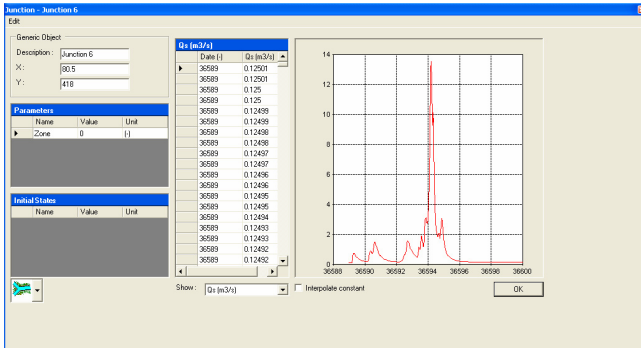 Junction - Junction 6
Edit
Generic Object
Description : Junction 6
X : 80.5
Y : 418
Parameters
Name Value Unit
Zone 0 (-)
Initial States
Name Value Unit
Qs (m3/s)
Date (-) Qs (m3/s)
36589 0.12501
36589 0.12501
36589 0.125
36589 0.125
36589 0.12499
36589 0.12499
36589 0.12498
36589 0.12498
36589 0.12497
36589 0.12497
36589 0.12496
36589 0.12496
36589 0.12495
36589 0.12495
36589 0.12494
36589 0.12493
36589 0.12493
36589 0.12492
36589 0.12492
Show : Qs (m3/s)
14
12
10
8
6
4
2
0
36588 36590 36592 36594 36596 36598 36600
Interpolate constant
OK